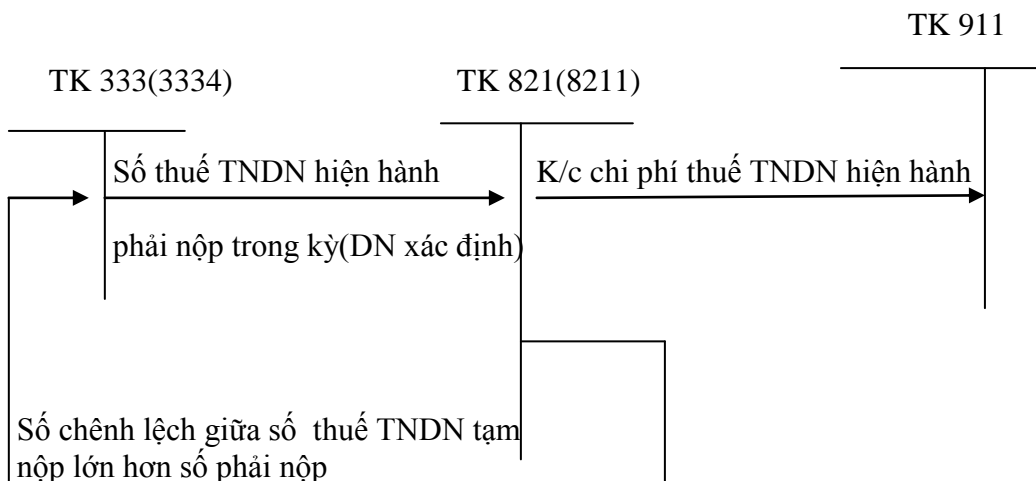 TK 911
TK 333(3334)
TK 821(8211)
Số thuế TNDN hiện hành
K/c chi phí thuế TNDN hiện hành
phải nộp trong kỳ(DN xác định)
Số chênh lệch giữa số thuế TNDN tạm
nộp lớn hơn số phải nộp